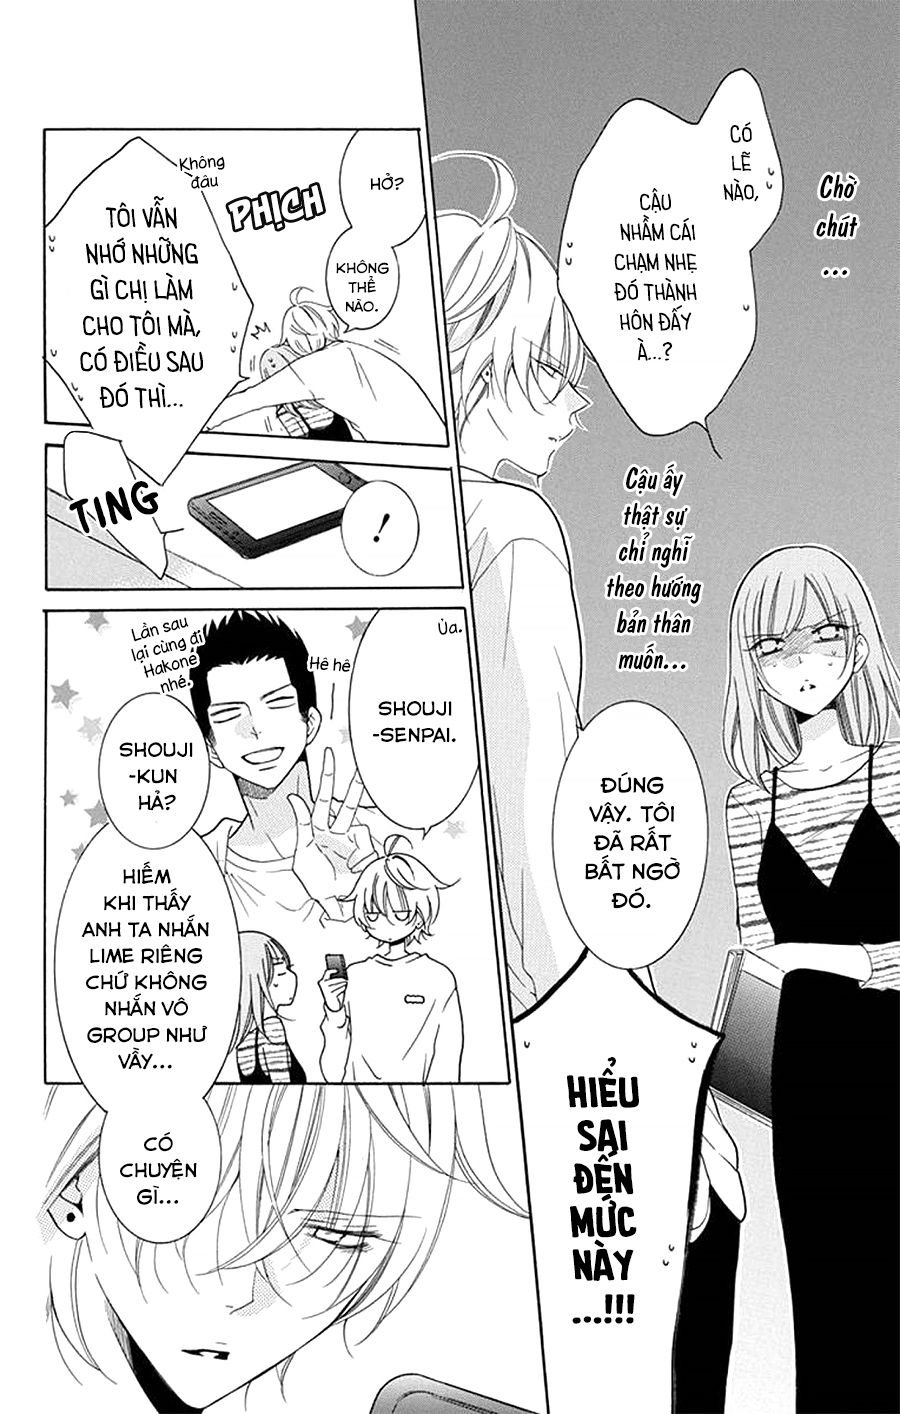 Chờ
chút
...
CÓ
LẼ
NÀO,
CẬU
NHẦM CÁI
CHẠM NHẸ
ĐÓ THÀNH
HÔN ĐẤY
À...?
Cậu ấy
thật sự
chỉ nghĩ
theo hướng
bản thân
muốn...
ĐÚNG
VẬY. TÔI
ĐÃ RẤT
BẤT NGỜ
ĐÓ.
HIỂU
SAI
ĐẾN
MỨC
NÀY
...!!!
HỞ?
KHÔNG
THỂ
NÀO.
PHỊCH
Không
đâu
TÔI VẪN
NHỚ NHỮNG
GÌ CHỊ LÀM
CHO TÔI MÀ,
CÓ ĐIỀU SAU
ĐÓ THÌ...
TING
!
Ủa.
SHOUJI
-SENPAI.
Hê hê
Lần sau
lại cùng đi
Hakone
nhé.
SHOUJI
-KUN
HẢ?
HIẾM
KHI THẤY
ANH TA NHẮN
LIME RIÊNG
CHỨ KHÔNG
NHẮN VÔ
GROUP NHƯ
VẦY...
CÓ
CHUYỆN
GÌ...